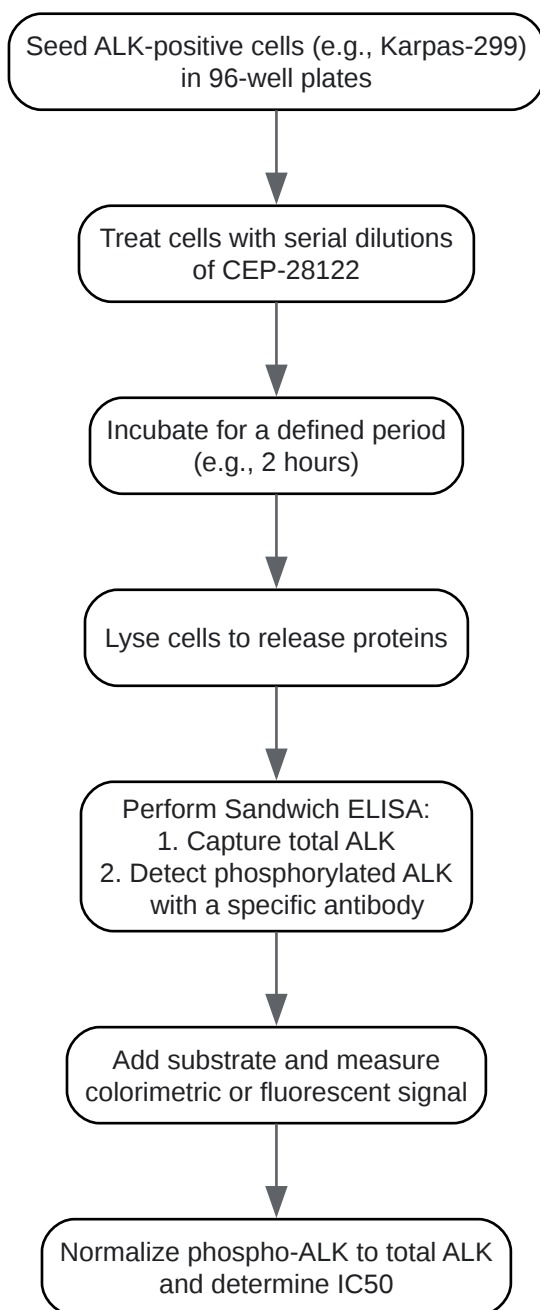 Seed ALK-positive cells (e.g., Karpas-299)
in 96-well plates
Treat cells with serial dilutions
of CEP-28122
Incubate for a defined period
(e.g., 2 hours)
Lyse cells to release proteins
Perform Sandwich ELISA:
1. Capture total ALK
2. Detect phosphorylated ALK
with a specific antibody
Add substrate and measure
colorimetric or fluorescent signal
Normalize phospho-ALK to total ALK
and determine IC50